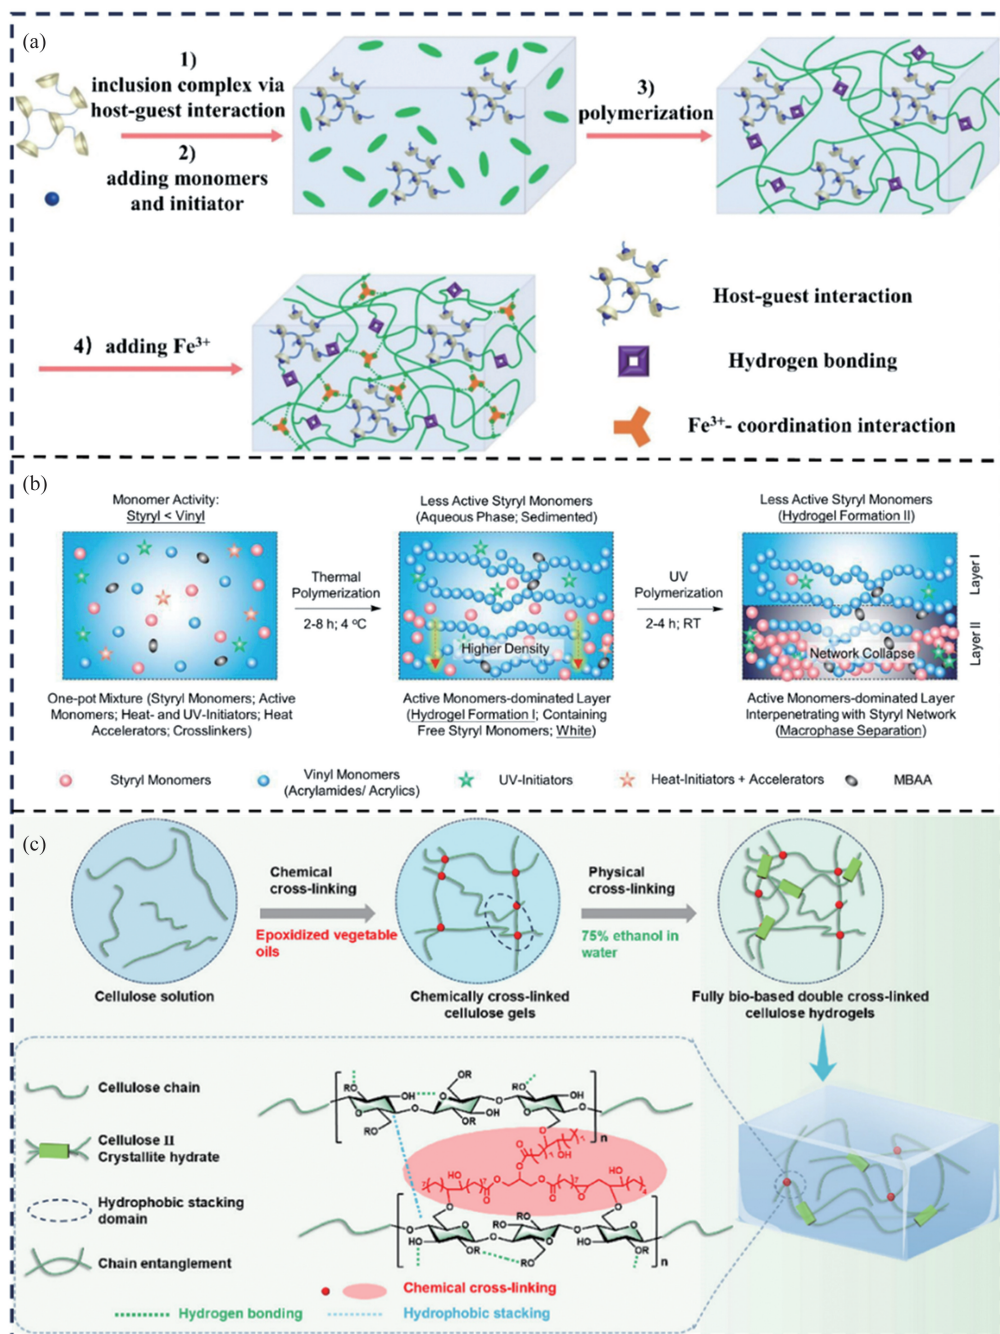 (a)
1)
inclusion complex via
host-guest interaction
2)
adding monomers
and initiator
3)
polymerization
4) adding Fe³⁺
Host-guest interaction
Hydrogen bonding
Fe³⁺- coordination interaction
(b)
Monomer Activity:
Styryl < Vinyl
Less Active Styryl Monomers
(Aqueous Phase; Sedimented)
Less Active Styryl Monomers
(Hydrogel Formation II)
Thermal
Polymerization
2-8 h; 4 °C
Higher Density
UV
Polymerization
2-4 h; RT
Network Collapse
Layer I
Layer II
One-pot Mixture (Styryl Monomers; Active
Monomers; Heat- and UV-Initiators; Heat
Accelerators; Crosslinkers)
Active Monomers-dominated Layer
(Hydrogel Formation I; Containing
Free Styryl Monomers; White)
Active Monomers-dominated Layer
Interpenetrating with Styryl Network
(Macrophase Separation)
Styryl Monomers
Vinyl Monomers
(Acrylamides/ Acrylics)
UV-Initiators
Heat-Initiators + Accelerators
MBAA
(c)
Chemical
cross-linking
Epoxidized vegetable
oils
Physical
cross-linking
75% ethanol in
water
Cellulose solution
Chemically cross-linked
cellulose gels
Fully bio-based double cross-linked
cellulose hydrogels
Cellulose chain
Cellulose II
Crystallite hydrate
Hydrophobic stacking
domain
Chain entanglement
OR
RO
OH
O
n
Chemical cross-linking
Hydrogen bonding
Hydrophobic stacking